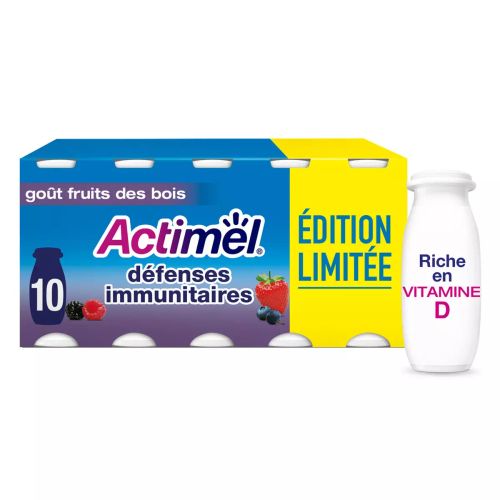 goût fruits des bois
Actimel®
défenses
immunitaires
10
ÉDITION
LIMITÉE
Riche
en
VITAMINE
D